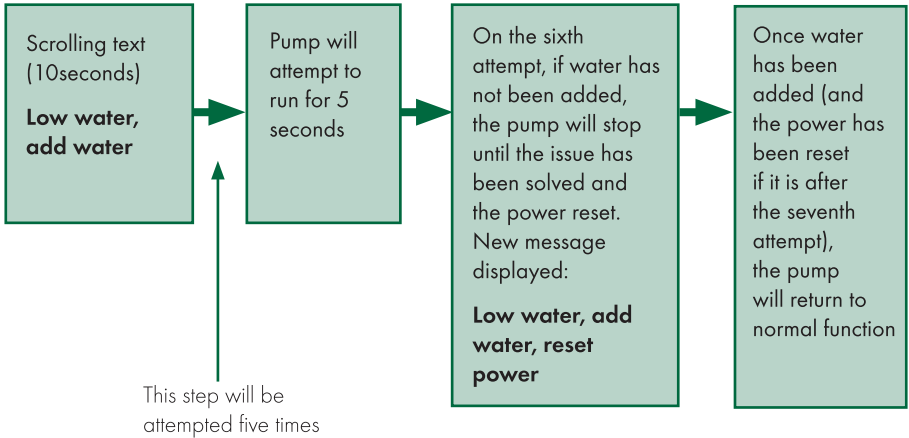 Scrolling text
(10seconds)
Low water,
add water
Pump will
attempt to
run for 5
seconds
On the sixth
attempt, if water has
not been added,
the pump will stop
until the issue has
been solved and
the power reset.
New message
displayed:
Low water, add
water, reset
power
Once water
has been
added (and
the power has
been reset
if it is after
the seventh
attempt),
the pump
will return to
normal function
This step will be
attempted five times